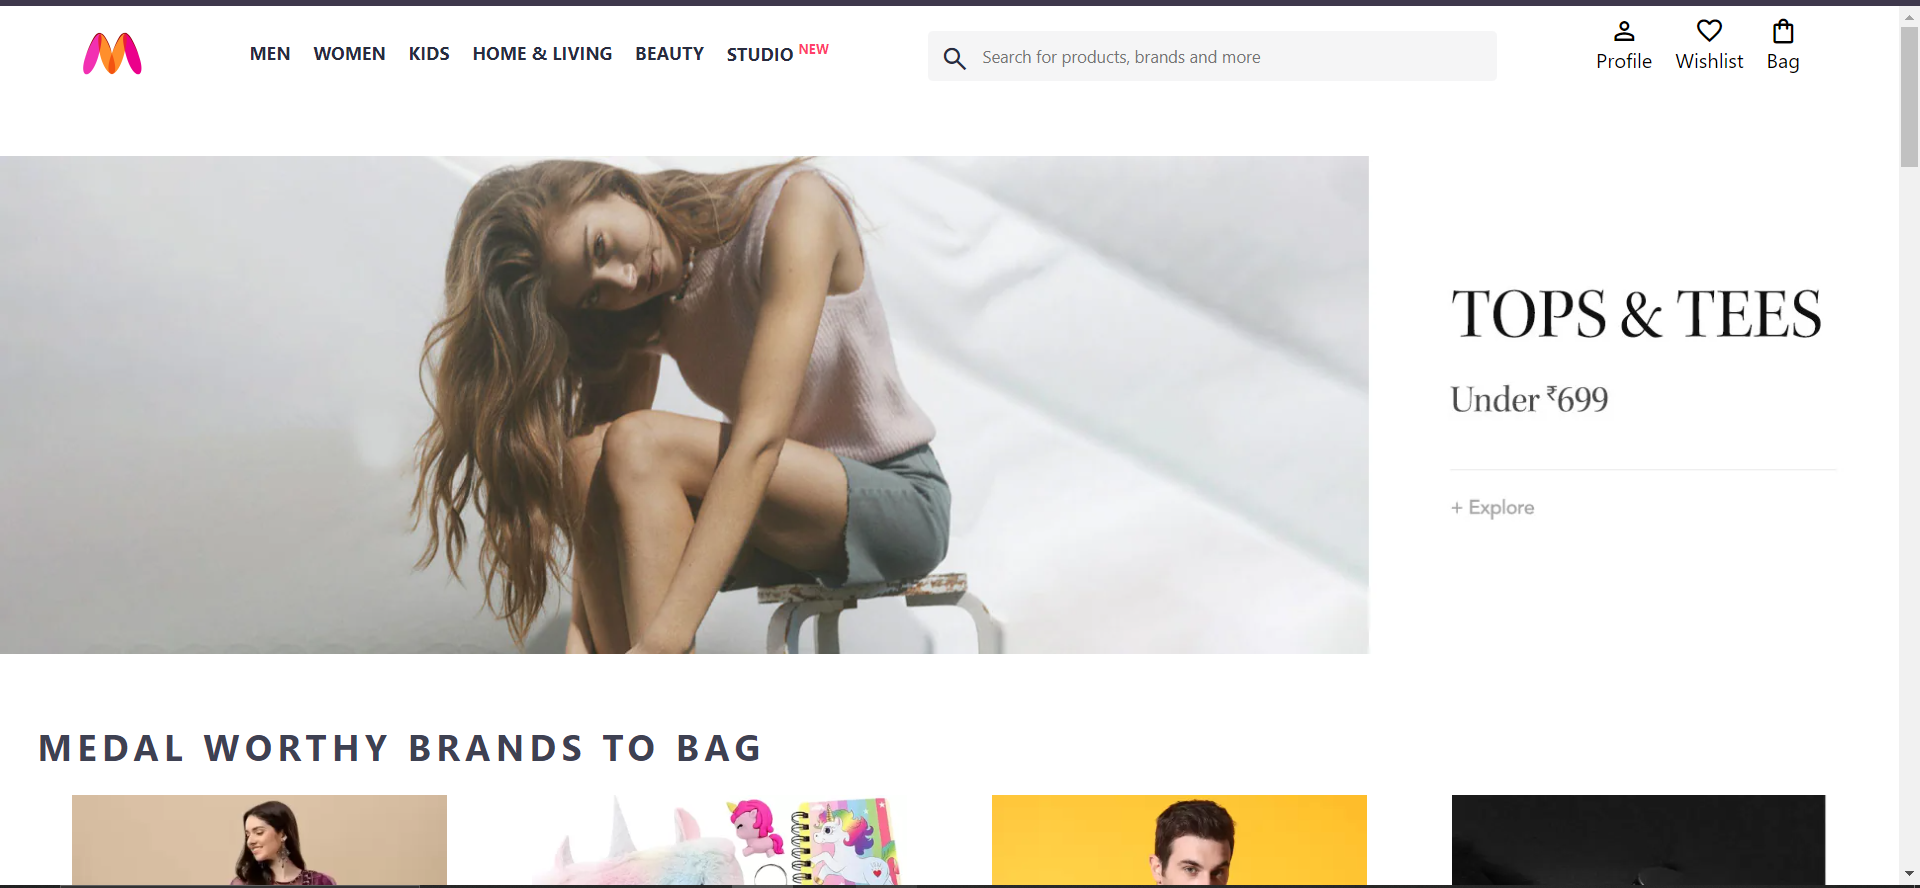 MEN WOMEN KIDS HOME & LIVING BEAUTY STUDIO NEW
Search for products, brands and more
Profile Wishlist Bag
TOPS & TEES
Under ₹699
+ Explore
MEDAL WORTHY BRANDS TO BAG